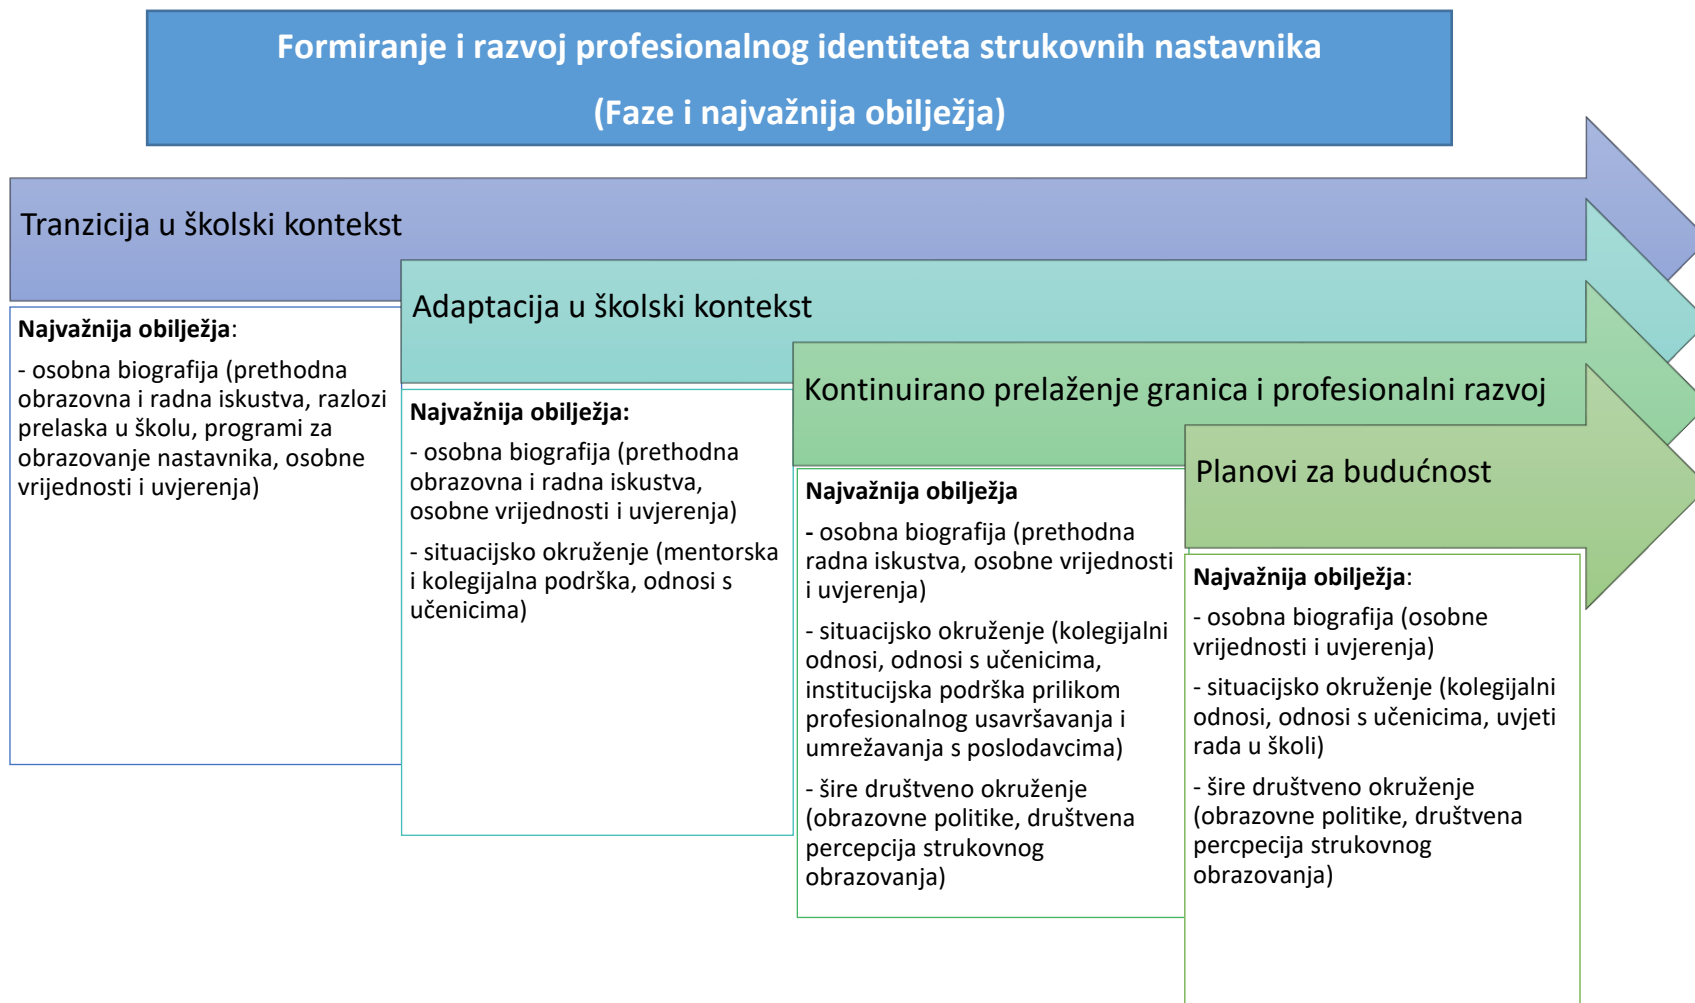 Formiranje i razvoj profesionalnog identiteta strukovnih nastavnika
(Faze i najvažnija obilježja)
Tranzicija u školski kontekst
Najvažnija obilježja:
- osobna biografija (prethodna
obrazovna i radna iskustva, razlozi
prelaska u školu, programi za
obrazovanje nastavnika, osobne
vrijednosti i uvjerenja)
Adaptacija u školski kontekst
Najvažnija obilježja:
- osobna biografija (prethodna
obrazovna i radna iskustva,
osobne vrijednosti i uvjerenja)
- situacijsko okruženje (mentorska
i kolegijalna podrška, odnosi s
učenicima)
Kontinuirano prelaženje granica i profesionalni razvoj
Najvažnija obilježja
- osobna biografija (prethodna
radna iskustva, osobne vrijednosti
i uvjerenja)
- situacijsko okruženje (kolegijalni
odnosi, odnosi s učenicima,
institucijska podrška prilikom
profesionalnog usavršavanja i
umrežavanja s poslodavcima)
- šire društveno okruženje
(obrazovne politike, društvena
percepcija strukovnog
obrazovanja)
Planovi za budućnost
Najvažnija obilježja:
- osobna biografija (osobne
vrijednosti i uvjerenja)
- situacijsko okruženje (kolegijalni
odnosi, odnosi s učenicima, uvjeti
rada u školi)
- šire društveno okruženje
(obrazovne politike, društvena
percpecija strukovnog
obrazovanja)